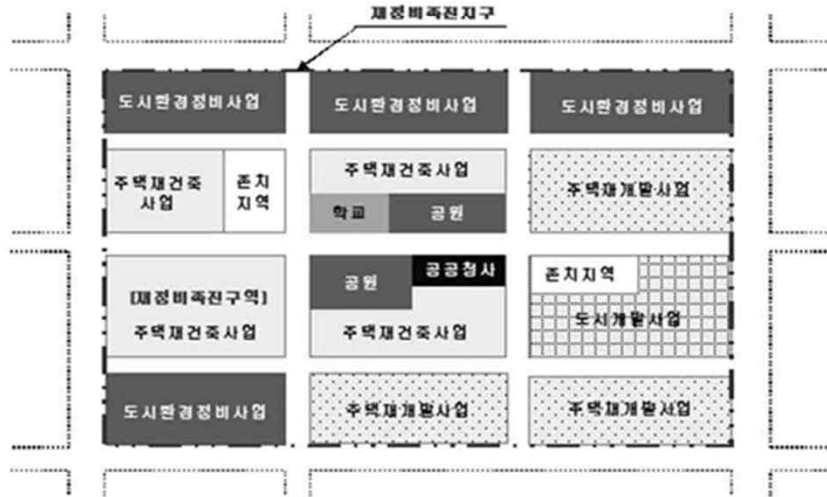 재정비촉진지구
도시환경정비사업
도시환경정비사업
도시환경정비사업
주택재건축
사업
존치
지역
주택재건축사업
학교
공원
주택재개발사업
[재정비촉진구역]
주택재건축사업
공원
공공청사
주택재건축사업
존치지역
도시개발사업
도시환경정비사업
주택재개발사업
주택재개발사업